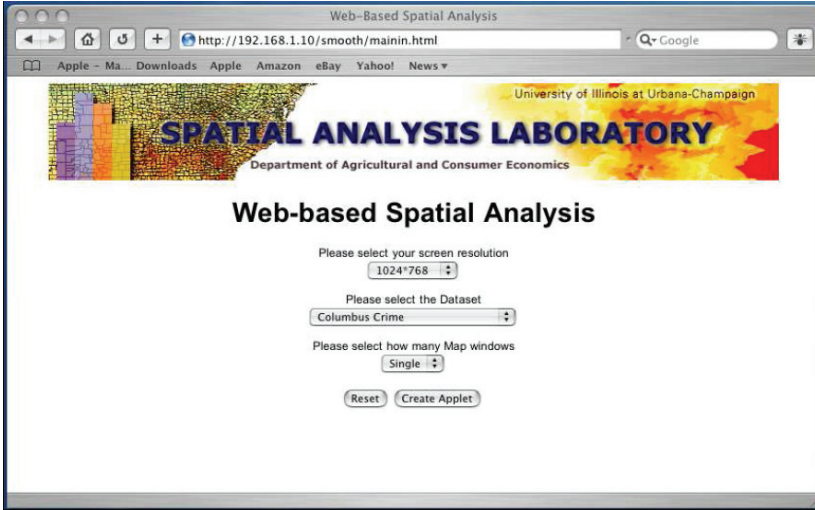 Web-Based Spatial Analysis
http://192.168.1.10/smooth/mainin.html
Google
Apple - Ma... Downloads Apple Amazon eBay Yahoo! News
University of Illinois at Urbana-Champaign
SPATIAL ANALYSIS LABORATORY
Department of Agricultural and Consumer Economics
Web-based Spatial Analysis
Please select your screen resolution
1024*768
Please select the Dataset
Columbus Crime
Please select how many Map windows
Single
Reset Create Applet